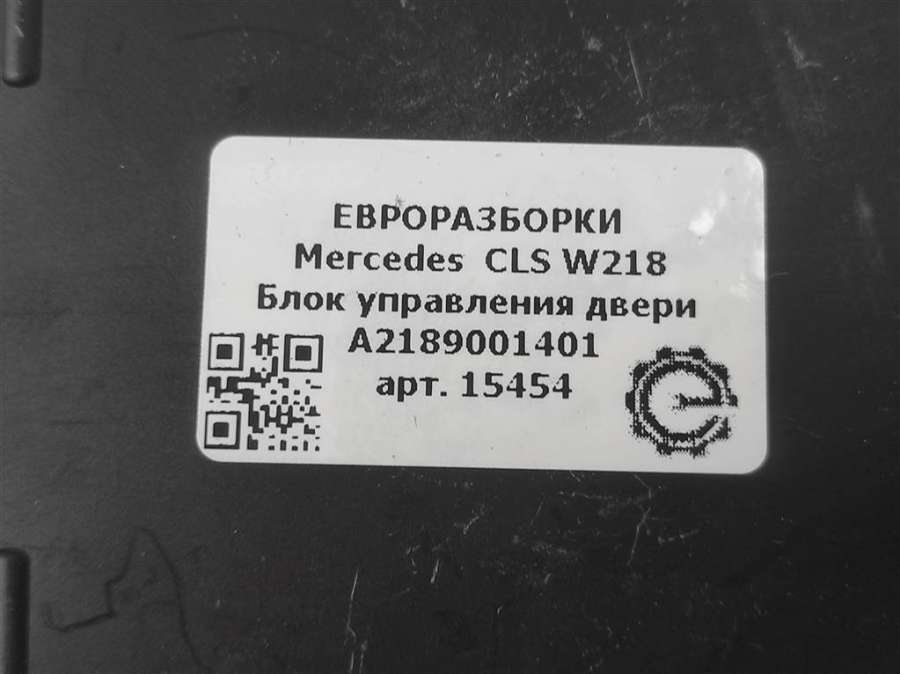 ЕВРОРАЗБОРКИ
Mercedes CLS W218
Блок управления двери
A2189001401
арт. 15454